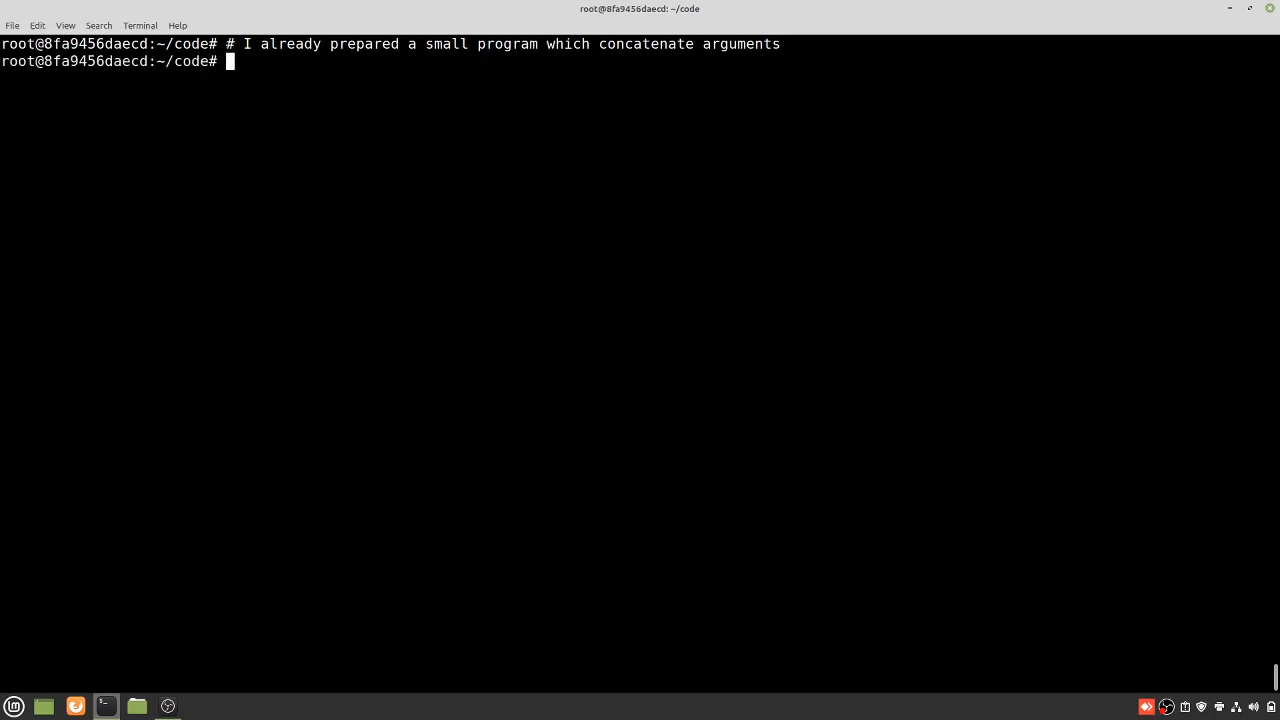 root@8fa9456daecd: ~/code
File Edit View Search Terminal Help
root@8fa9456daecd:~/code# # I already prepared a small program which concatenate arguments
root@8fa9456daecd:~/code#